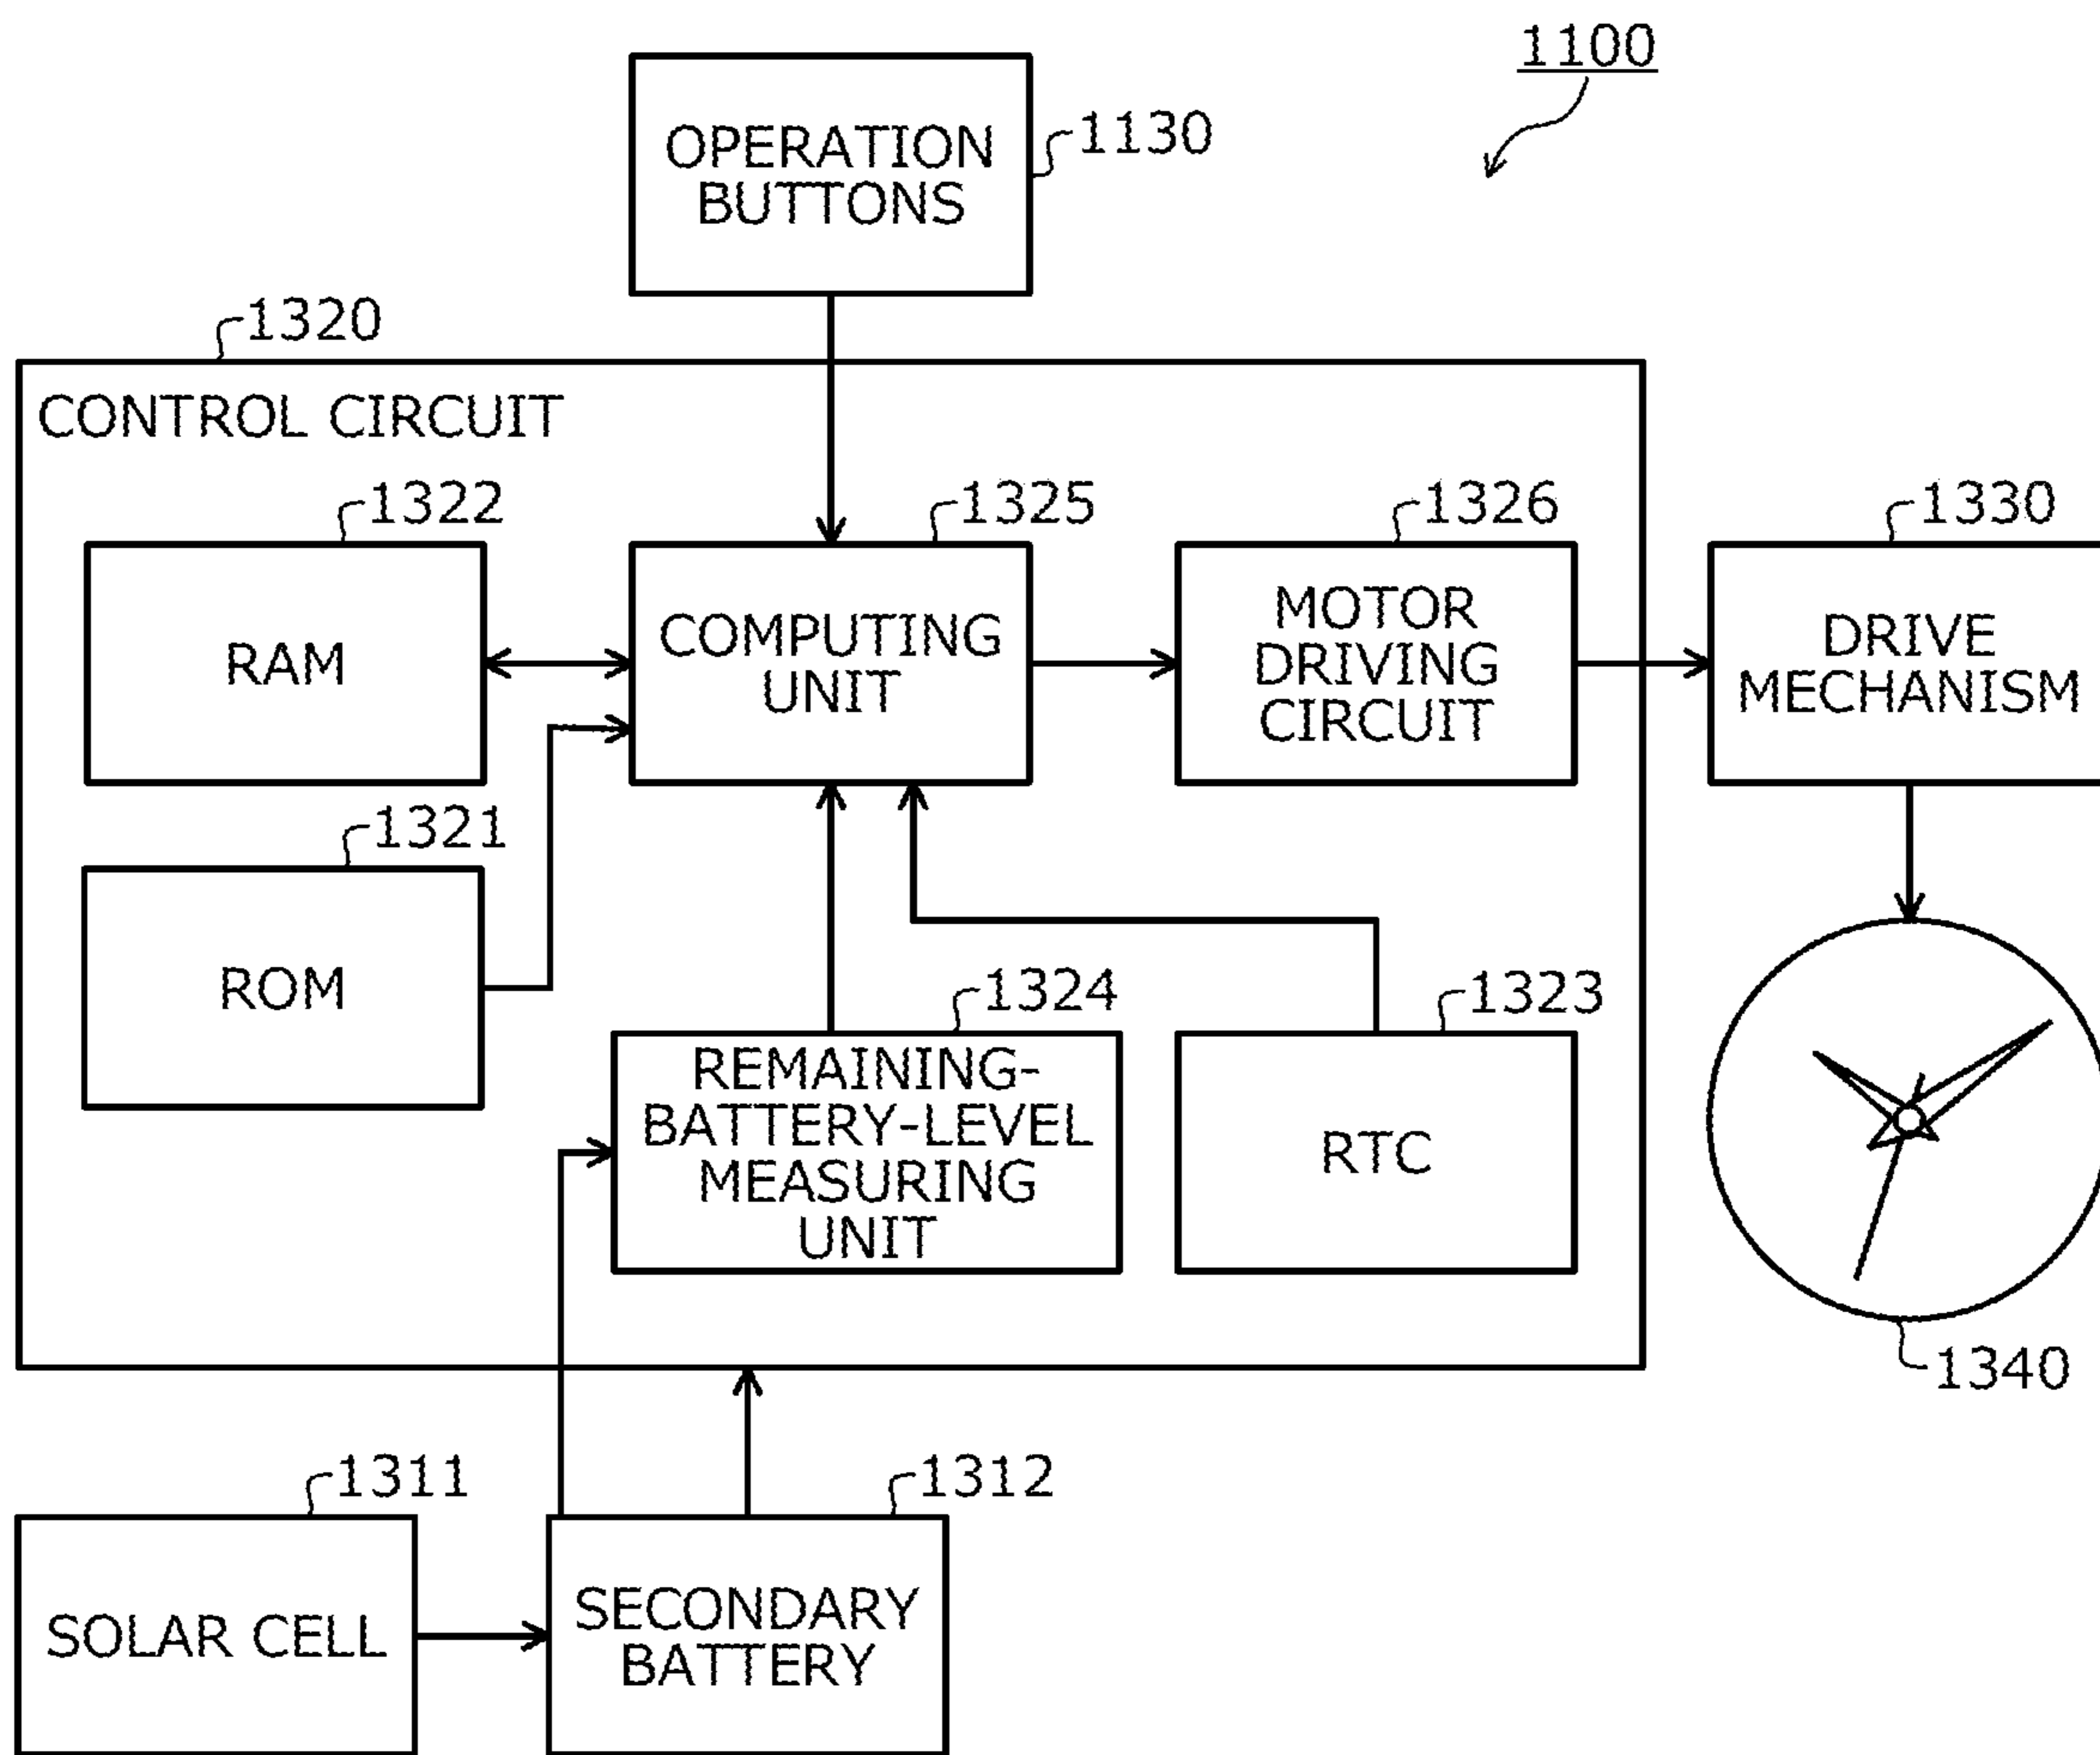 1100
OPERATION
BUTTONS
1130
1320
CONTROL CIRCUIT
1322
1325
1326
1330
RAM
COMPUTING
UNIT
MOTOR
DRIVING
CIRCUIT
DRIVE
MECHANISM
1321
ROM
1324
1323
REMAINING-
BATTERY-LEVEL
MEASURING
UNIT
RTC
1340
1311
1312
SOLAR CELL
SECONDARY
BATTERY